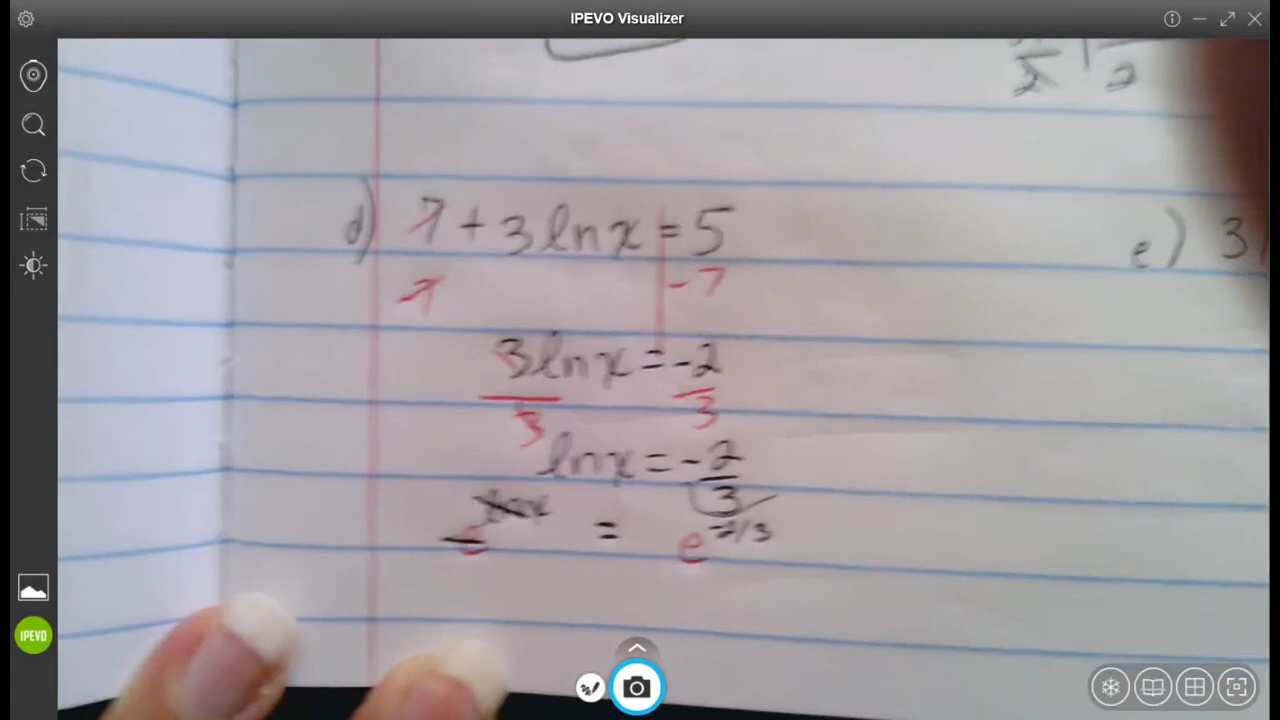 IPEVO Visualizer
d) 7 + 3 ln x = 5
e) 3
-7 -7
3 ln x = -2
3 3
ln x = -2
3
e^ln x = e^-2/3
IPEVO